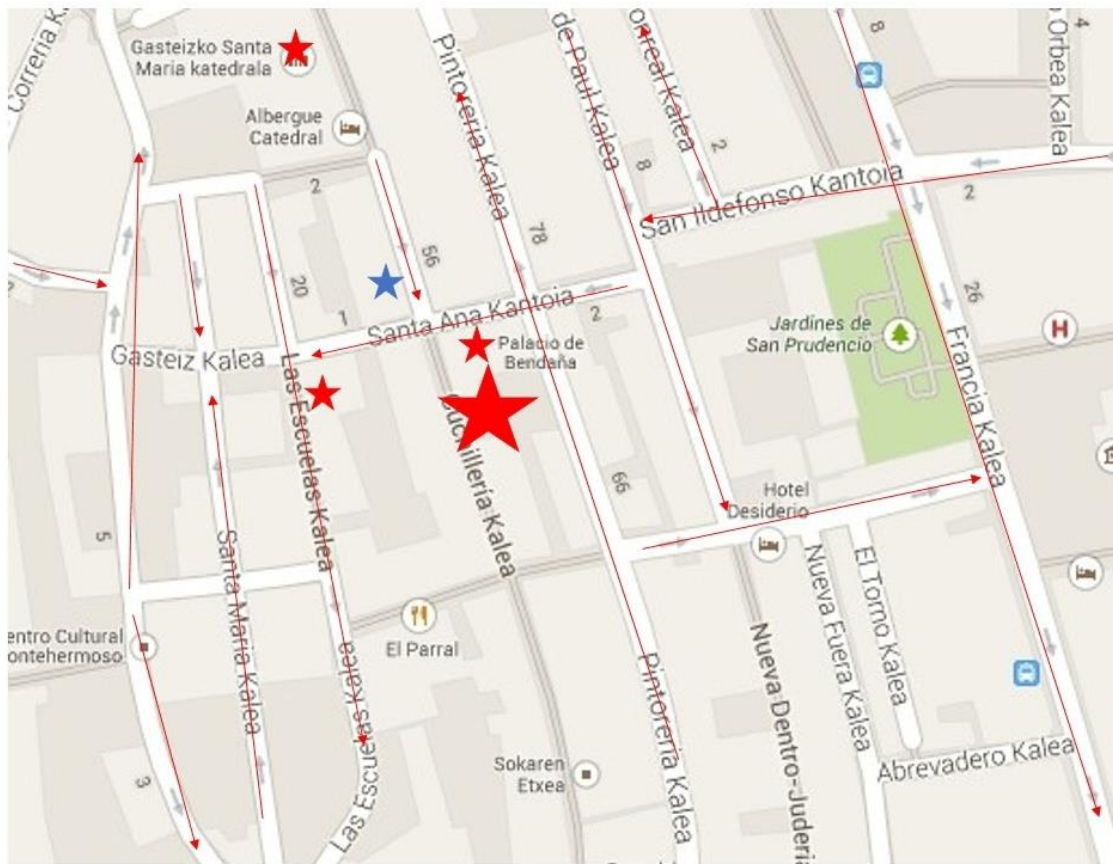 Correria K
Gasteizko Santa
Maria katedrala
Albergue
Catedral
Pintoreria Kalea
de Paul Kalea
onreal Kalea
8
o Orbea Kalea
4
2
8
2
San Ildefonso Kantoia
2
56
78
20
1
Santa Ana Kantoia
2
Gasteiz Kalea
Palacio de
Bendaña
Jardines de
San Prudencio
26
H
Francia Kalea
Las Escuelas Kalea
Cuchillería Kalea
66
Hotel
Desiderio
5
Santa Maria Kalea
entro Cultural
ontehermoso
El Parral
Las Escuelas Kalea
Pintoreria Kalea
Nueva Dentro-Juderia
Nueva Fuera Kalea
El Torno Kalea
Abrevadero Kalea
Sokaren
Etxea
3